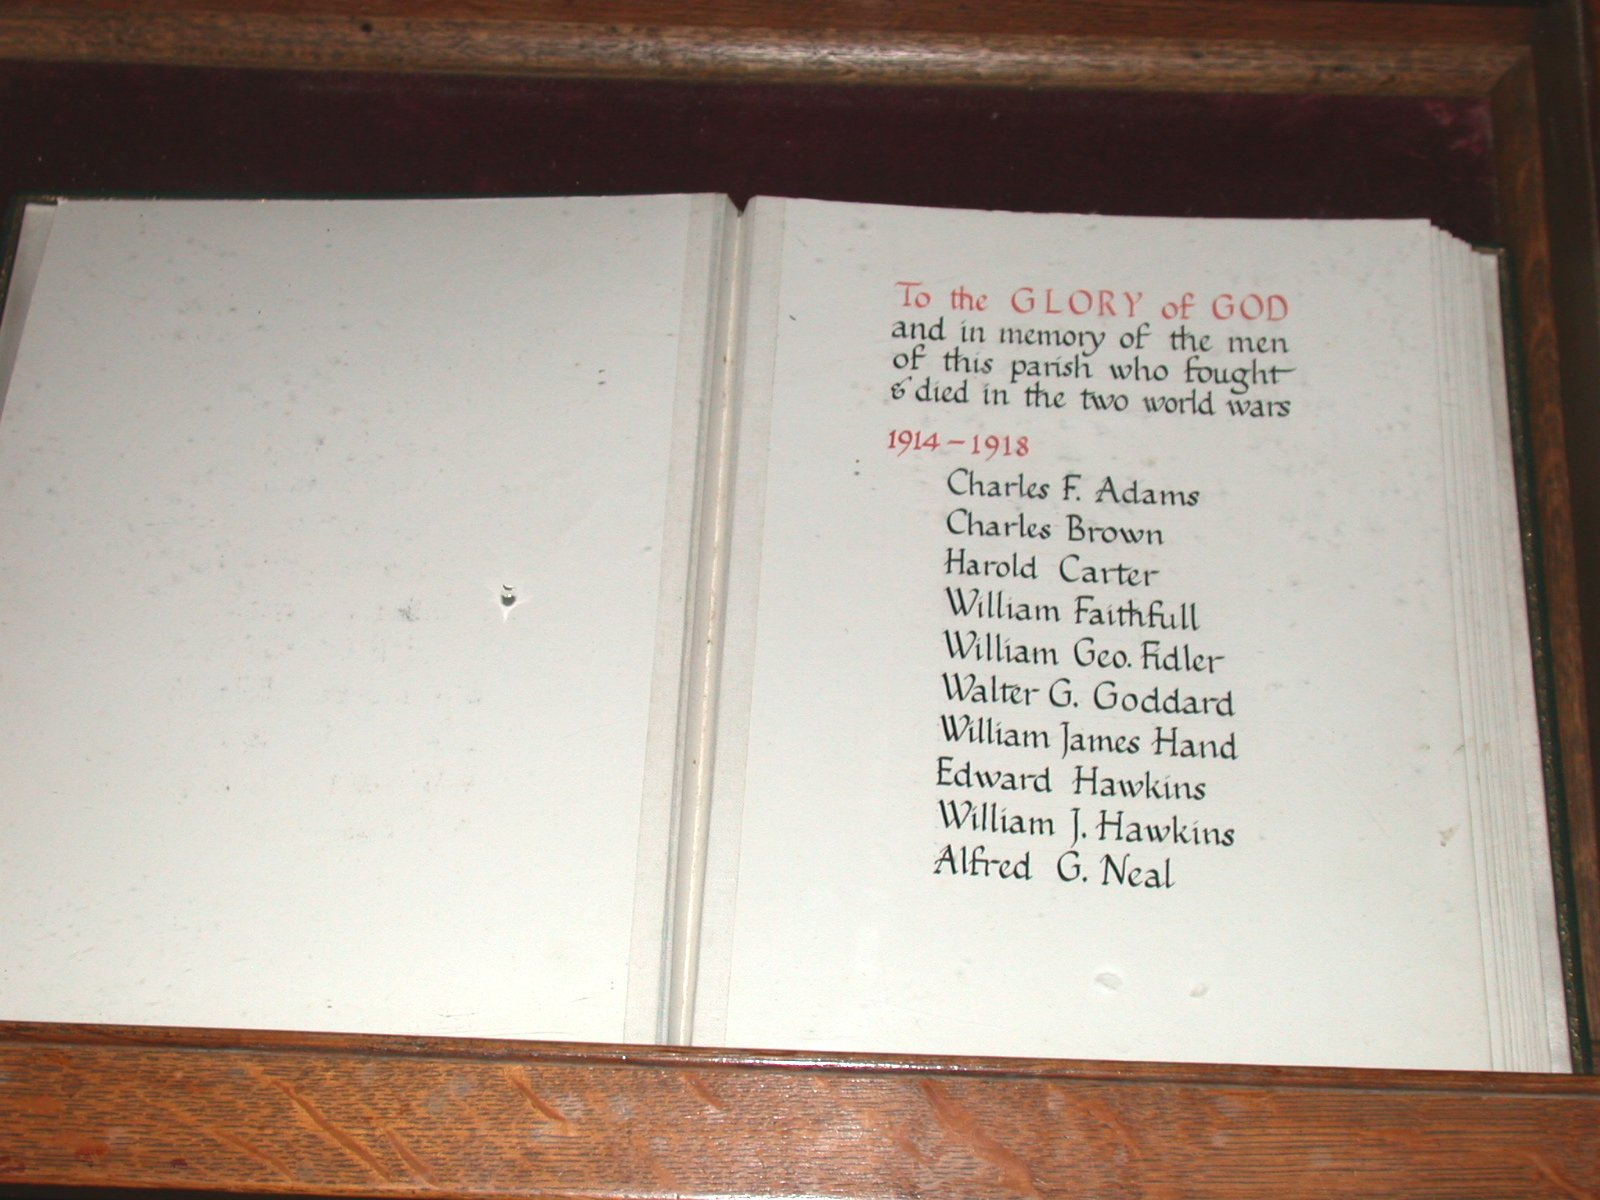 To the GLORY of GOD
and in memory of the men
of this parish who fought
& died in the two world wars
1914 - 1918
Charles F. Adams
Charles Brown
Harold Carter
William Faithfull
William Geo. Fidler
Walter G. Goddard
William James Hand
Edward Hawkins
William J. Hawkins
Alfred G. Neal